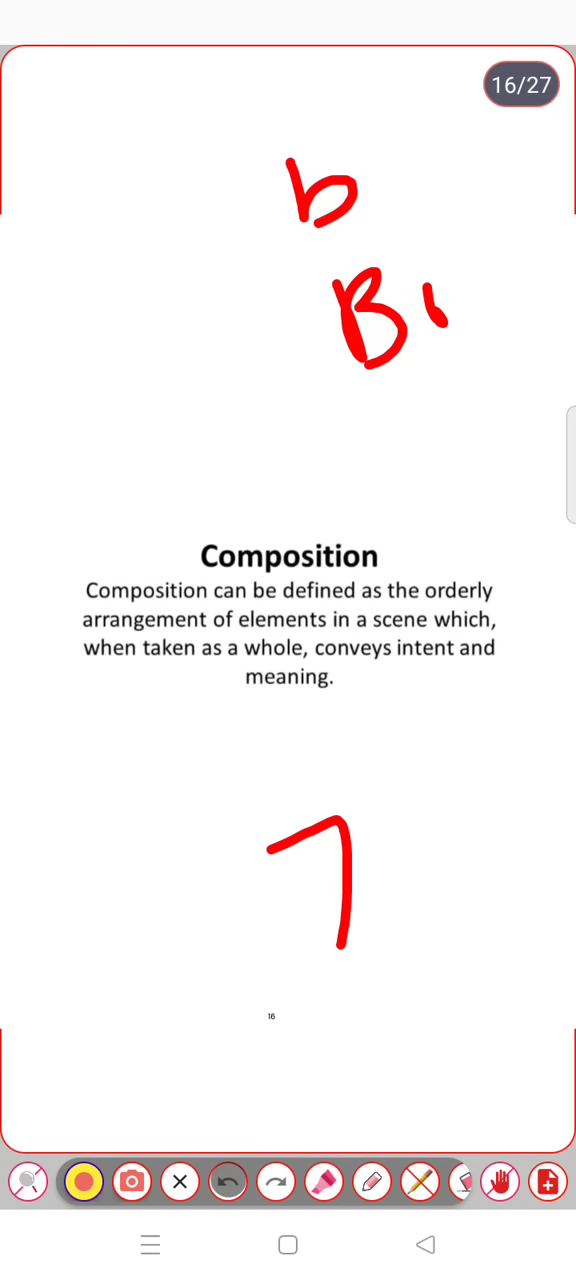 16/27
b
B
Composition
Composition can be defined as the orderly
arrangement of elements in a scene which,
when taken as a whole, conveys intent and
meaning.
7
16